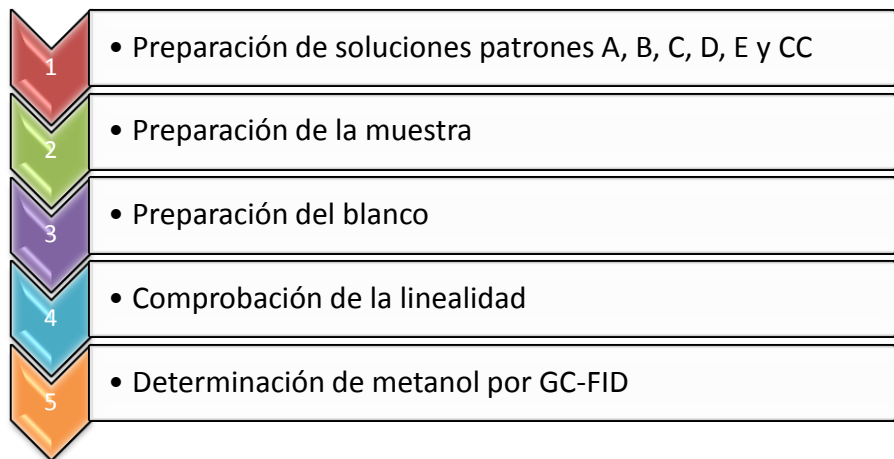 1 • Preparación de soluciones patrones A, B, C, D, E y CC
2 • Preparación de la muestra
3 • Preparación del blanco
4 • Comprobación de la linealidad
5 • Determinación de metanol por GC-FID